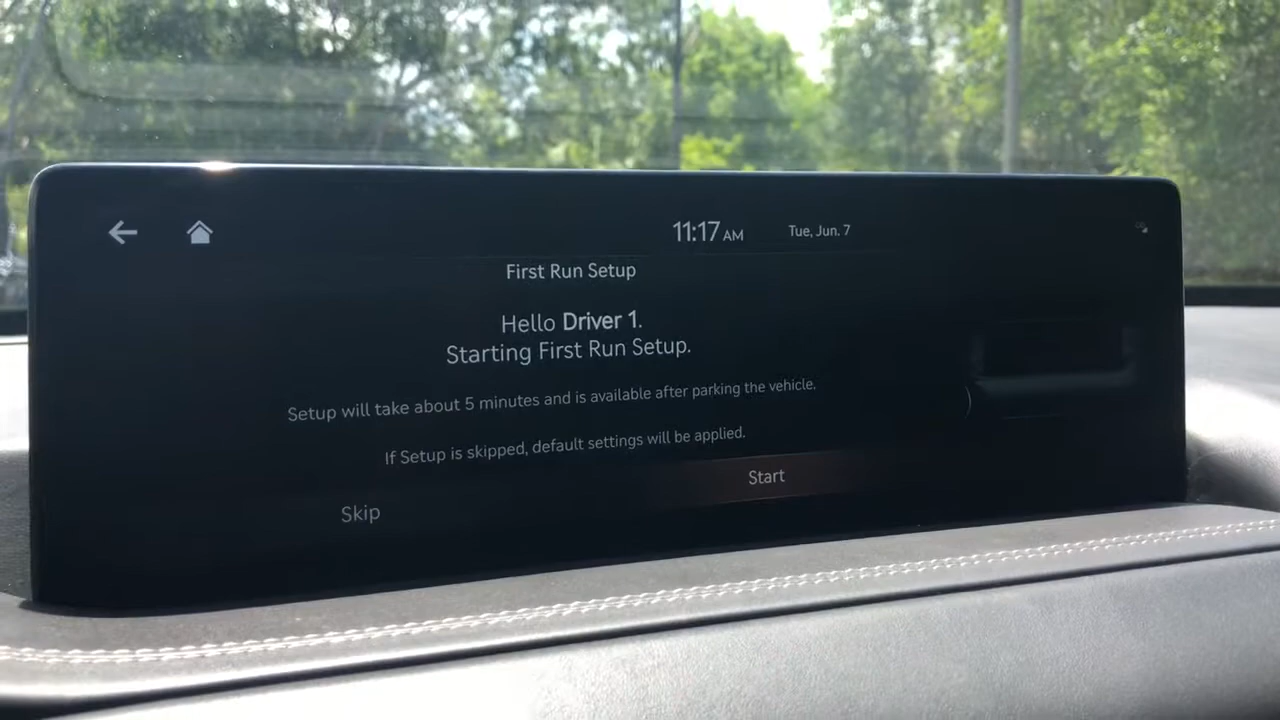 11:17 AM Tue, Jun. 7
First Run Setup
Hello Driver 1.
Starting First Run Setup.
Setup will take about 5 minutes and is available after parking the vehicle.
If Setup is skipped, default settings will be applied.
Start
Skip